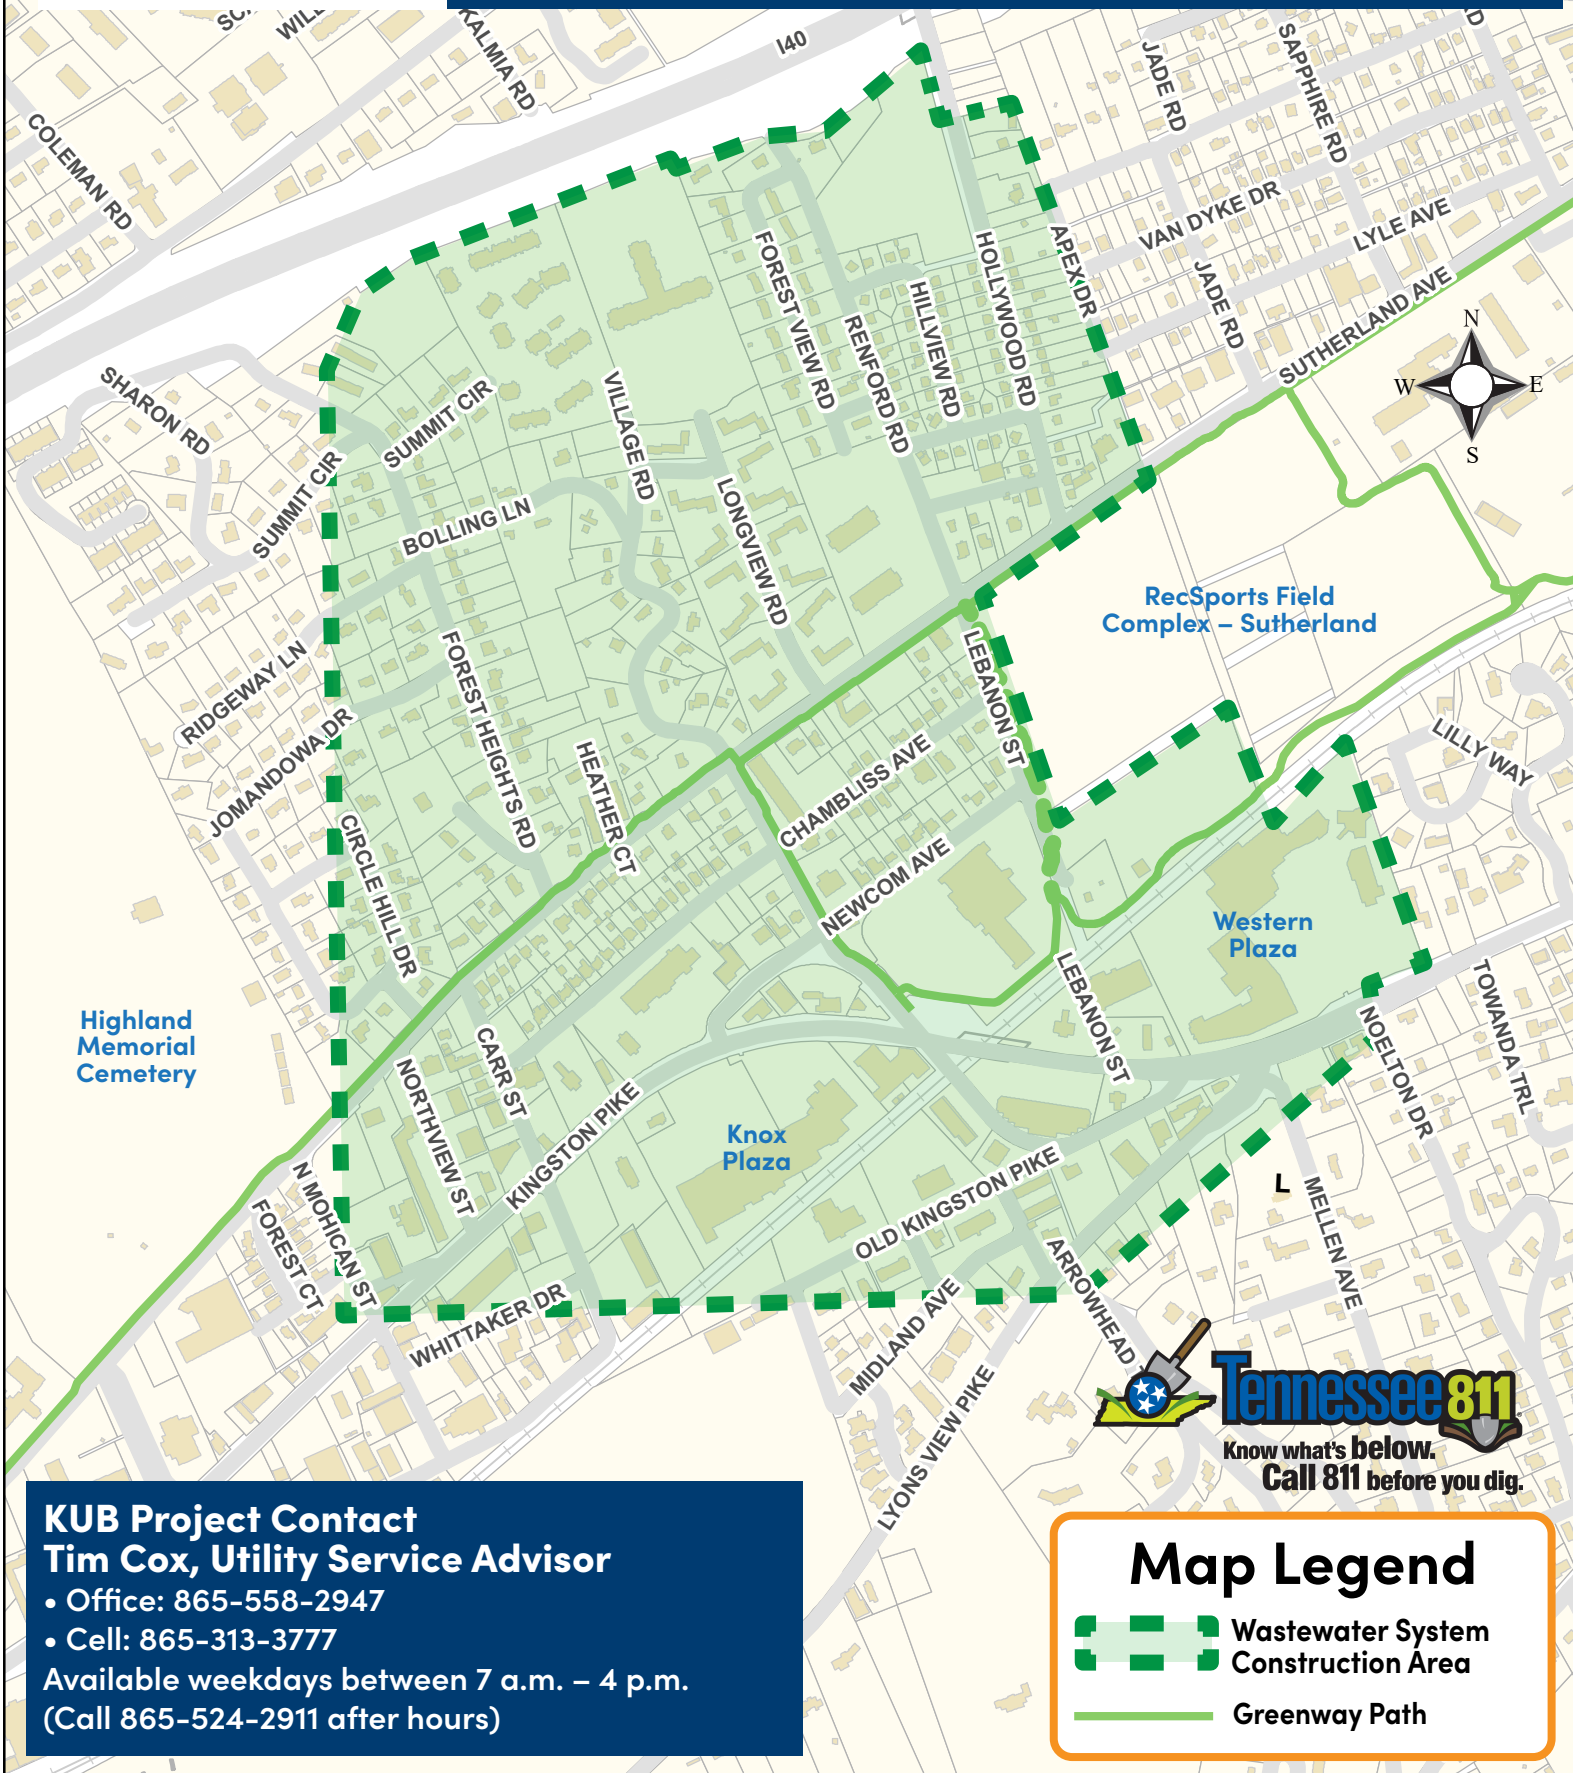 I40
KALMIA RD
COLEMAN RD
JADE RD
SAPPHIRE RD
VAN DYKE DR
LYLE AVE
JADE RD
APEX DR
SUTHERLAND AVE
HOLLYWOOD RD
HILLVIEW RD
FOREST VIEW RD
RENFORD RD
N
W
E
S
SHARON RD
SUMMIT CIR
SUMMIT CIR
VILLAGE RD
BOLLING LN
LONGVIEW RD
RecSports Field
Complex – Sutherland
RIDGEWAY LN
JOMANDOWA DR
FOREST HEIGHTS RD
HEATHER CT
LEBANON ST
CHAMBLISS AVE
NEWCOM AVE
LILLY WAY
CIRCLE HILL DR
Western
Plaza
LEBANON ST
TOWANDA TRL
NOELTON DR
Highland
Memorial
Cemetery
NORTHVIEW ST
CARR ST
KINGSTON PIKE
Knox
Plaza
OLD KINGSTON PIKE
L
MELLEN AVE
N MOHICAN ST
FOREST CT
WHITTAKER DR
MIDLAND AVE
ARROWHEAD
LYONS VIEW PIKE
Tennessee 811
Know what's below.
Call 811 before you dig.
KUB Project Contact
Tim Cox, Utility Service Advisor
• Office: 865-558-2947
• Cell: 865-313-3777
Available weekdays between 7 a.m. – 4 p.m.
(Call 865-524-2911 after hours)
Map Legend
Wastewater System
Construction Area
Greenway Path